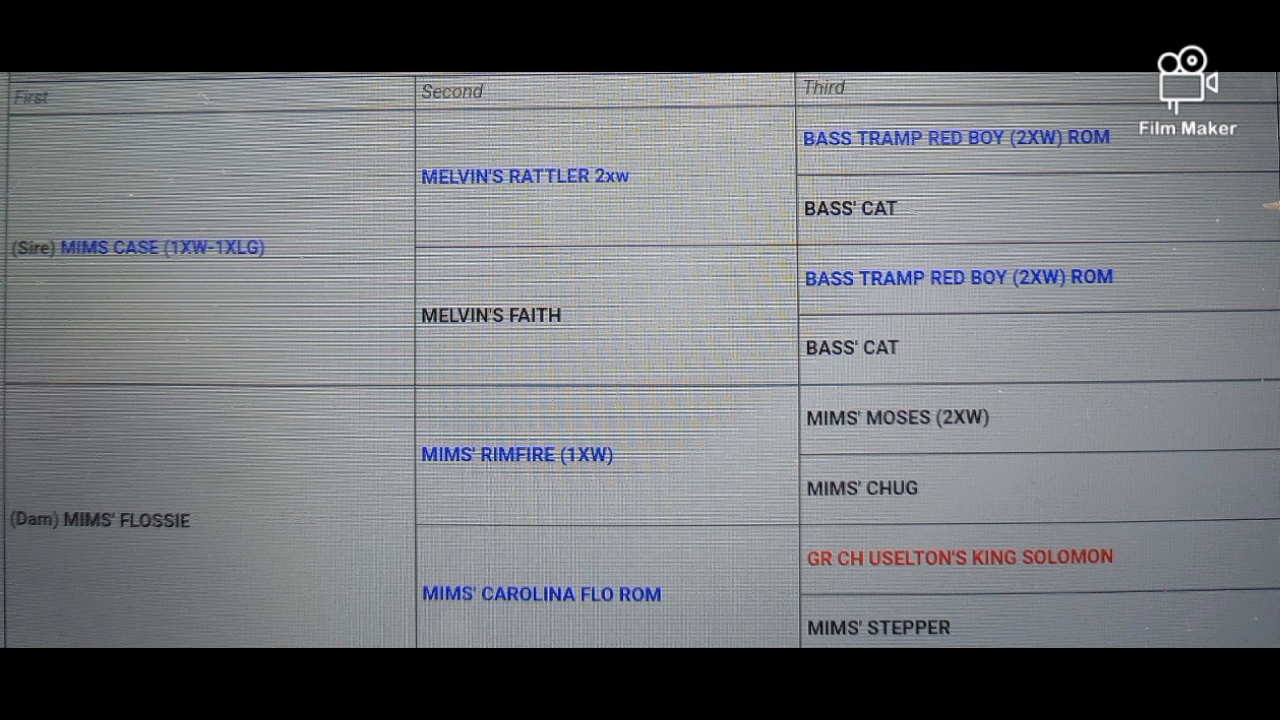 First
Second
Third
Film Maker
BASS TRAMP RED BOY (2XW) ROM
MELVIN'S RATTLER 2xw
BASS' CAT
(Sire) MIMS CASE (1XW-1XLG)
BASS TRAMP RED BOY (2XW) ROM
MELVIN'S FAITH
BASS' CAT
MIMS' MOSES (2XW)
MIMS' RIMFIRE (1XW)
MIMS' CHUG
(Dam) MIMS' FLOSSIE
GR CH USELTON'S KING SOLOMON
MIMS' CAROLINA FLO ROM
MIMS' STEPPER